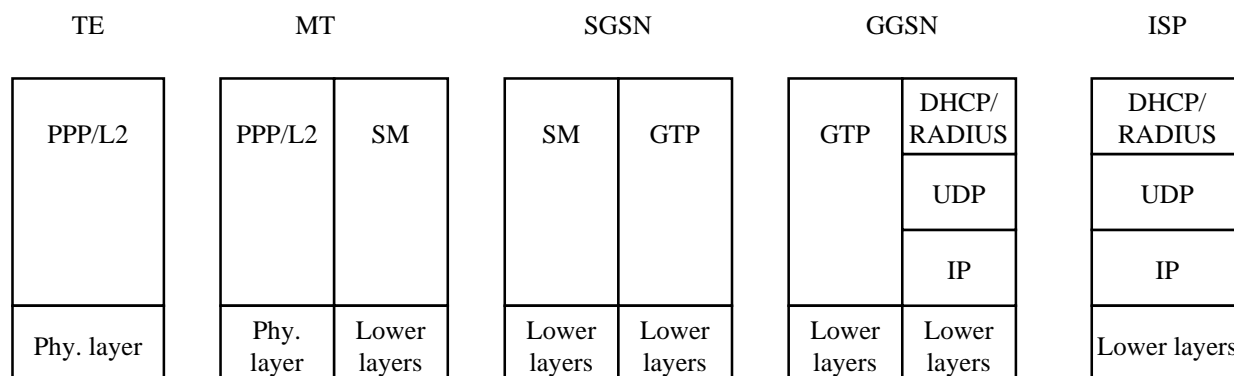 TE MT SGSN GGSN ISP
PPP/L2 PPP/L2 SM SM GTP GTP DHCP/
RADIUS DHCP/
RADIUS
UDP UDP
IP IP
Phy. layer Phy.
layer Lower
layers Lower
layers Lower
layers Lower
layers Lower
layers Lower layers